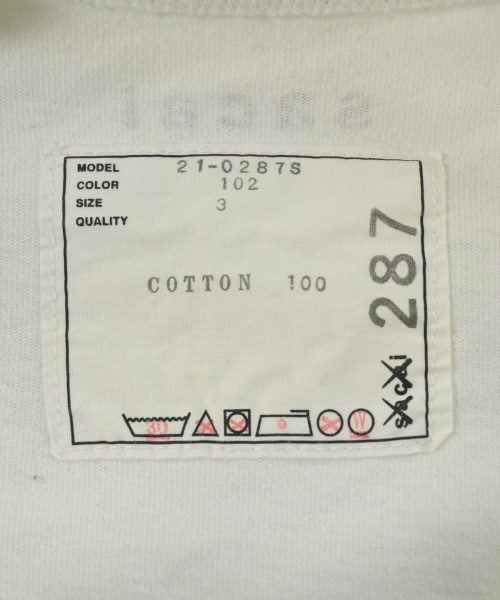 sacai
MODEL 21-0287S
COLOR 102
SIZE 3
QUALITY
COTTON 100
287
sacai
30
W